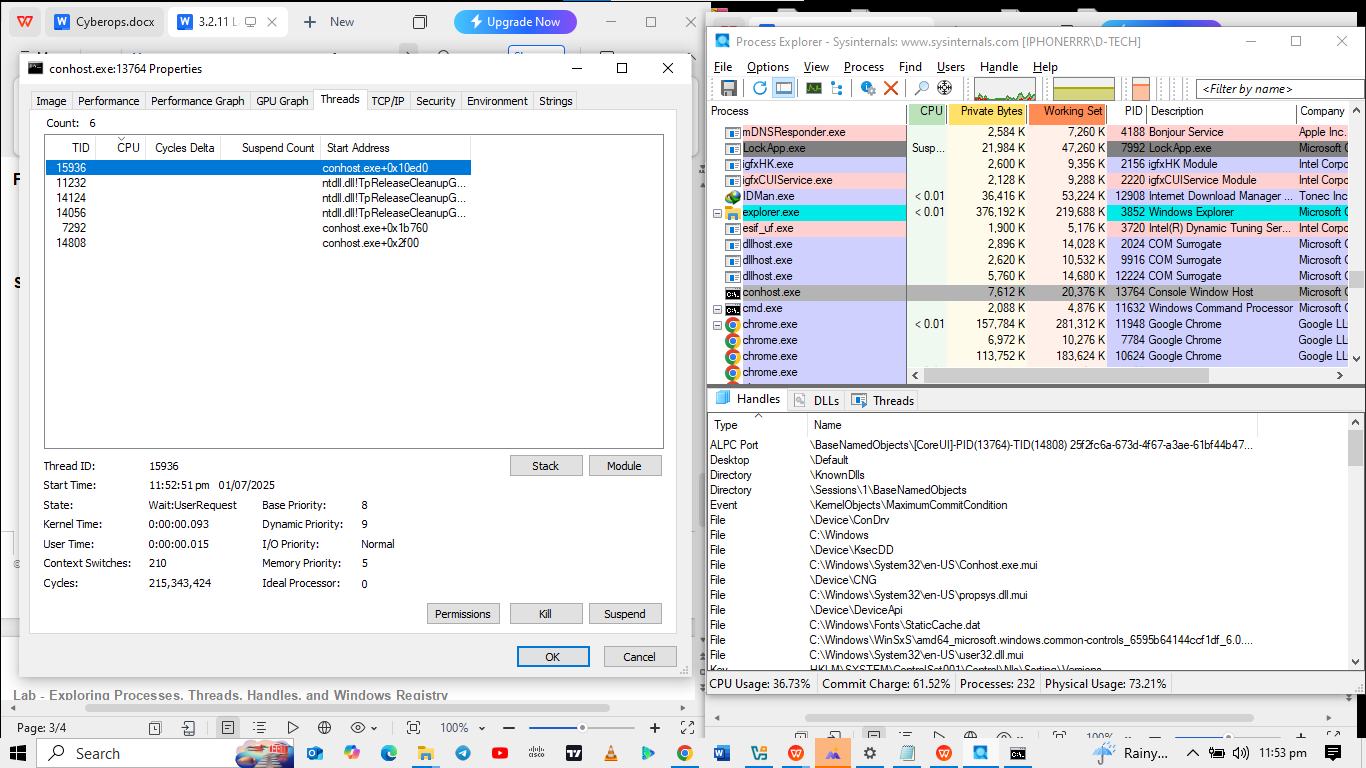 Cyberops.docx
3.2.11 L
New
Upgrade Now
conhost.exe:13764 Properties
Image Performance Performance Graph GPU Graph Threads TCP/IP Security Environment Strings
Count: 6
TID CPU Cycles Delta Suspend Count Start Address
15936 conhost.exe+0x10ed0
11232 ntdll.dll!TpReleaseCleanupG...
14124 ntdll.dll!TpReleaseCleanupG...
14056 ntdll.dll!TpReleaseCleanupG...
7292 conhost.exe+0x1b760
14808 conhost.exe+0x2f00
Thread ID: 15936
Stack Module
Start Time: 11:52:51 pm 01/07/2025
State: Wait:UserRequest Base Priority: 8
Kernel Time: 0:00:00.093 Dynamic Priority: 9
User Time: 0:00:00.015 I/O Priority: Normal
Context Switches: 210 Memory Priority: 5
Cycles: 215,343,424 Ideal Processor: 0
Permissions Kill Suspend
OK Cancel
Lab - Exploring Processes, Threads, Handles, and Windows Registry
Page: 3/4 100%
Process Explorer - Sysinternals: www.sysinternals.com [IPHONERRR\D-TECH]
File Options View Process Find Users Handle Help
<Filter by name>
Process CPU Private Bytes Working Set PID Description Company
mDNSResponder.exe 2,584 K 7,260 K 4188 Bonjour Service Apple Inc.
LockApp.exe Susp... 21,984 K 47,260 K 7992 LockApp.exe Microsoft C
igfxHK.exe 2,600 K 9,356 K 2156 igfxHK Module Intel Corpo
igfxCUIService.exe 2,128 K 9,288 K 2220 igfxCUIService Module Intel Corpo
IDMan.exe < 0.01 36,416 K 53,224 K 12908 Internet Download Manager ... Tonec Inc
explorer.exe < 0.01 376,192 K 219,688 K 3852 Windows Explorer Microsoft C
esif_uf.exe 1,900 K 5,176 K 3720 Intel(R) Dynamic Tuning Ser... Intel Corpo
dllhost.exe 2,896 K 14,028 K 2024 COM Surrogate Microsoft C
dllhost.exe 2,620 K 10,532 K 9916 COM Surrogate Microsoft C
dllhost.exe 5,760 K 14,680 K 12224 COM Surrogate Microsoft C
conhost.exe 7,612 K 20,376 K 13764 Console Window Host Microsoft C
cmd.exe 2,088 K 4,876 K 11632 Windows Command Processor Microsoft C
chrome.exe < 0.01 157,784 K 281,312 K 11948 Google Chrome Google LL
chrome.exe 6,972 K 10,276 K 7784 Google Chrome Google LL
chrome.exe 113,752 K 183,624 K 10624 Google Chrome Google LL
chrome.exe
Handles DLLs Threads
Type Name
ALPC Port \BaseNamedObjects\[CoreUI]-PID(13764)-TID(14808) 25f2fc6a-673d-4f67-a3ae-61bf44b47...
Desktop \Default
Directory \KnownDlls
Directory \Sessions\1\BaseNamedObjects
Event \KernelObjects\MaximumCommitCondition
File \Device\ConDrv
File C:\Windows
File \Device\KsecDD
File C:\Windows\System32\en-US\Conhost.exe.mui
File \Device\CNG
File C:\Windows\System32\en-US\propsys.dll.mui
File \Device\DeviceApi
File C:\Windows\Fonts\StaticCache.dat
File C:\Windows\WinSxS\amd64_microsoft.windows.common-controls_6595b64144ccf1df_6.0....
File C:\Windows\System32\en-US\user32.dll.mui
Key HKLM\SYSTEM\ControlSet001\Control\Nls\Sorting\Versions
CPU Usage: 36.73% Commit Charge: 61.52% Processes: 232 Physical Usage: 73.21%
Search
Rainy...
11:53 pm